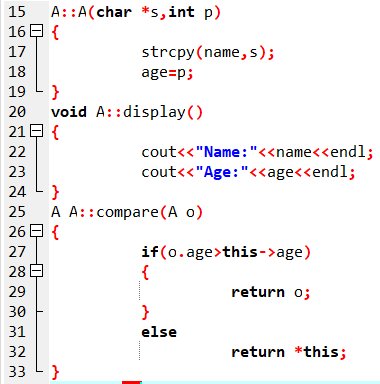 15 A::A(char *s,int p)
16 {
17 strcpy(name,s);
18 age=p;
19 }
20 void A::display()
21 {
22 cout<<"Name:"<<name<<endl;
23 cout<<"Age:"<<age<<endl;
24 }
25 A A::compare(A o)
26 {
27 if(o.age>this->age)
28 {
29 return o;
30 }
31 else
32 return *this;
33 }